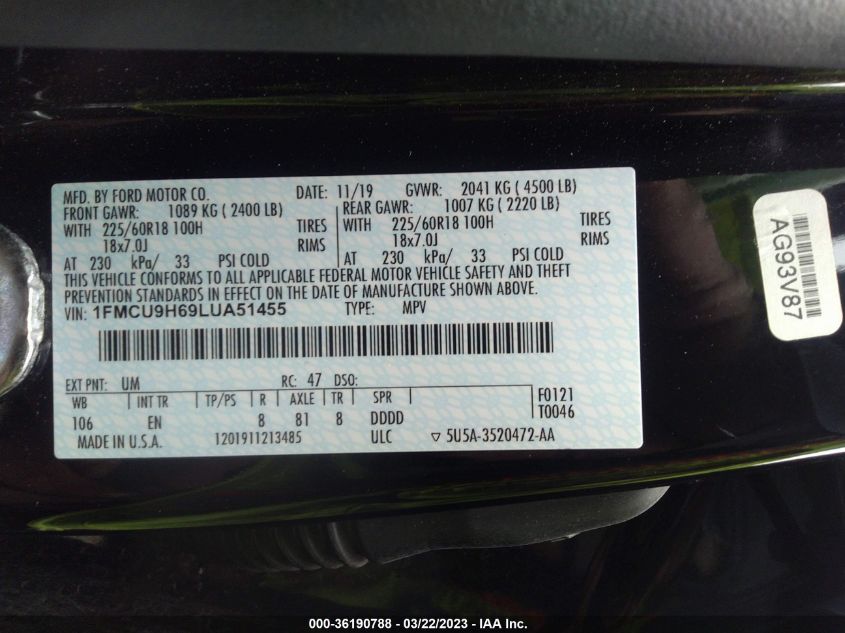 MFD. BY FORD MOTOR CO. DATE: 11/19 GVWR: 2041 KG ( 4500 LB)
FRONT GAWR: 1089 KG ( 2400 LB) REAR GAWR: 1007 KG ( 2220 LB)
WITH 225/60R18 100H TIRES 225/60R18 100H TIRES
18x7.0J RIMS 18x7.0J RIMS
AT 230 kPa/ 33 PSI COLD AT 230 kPa/ 33 PSI COLD
THIS VEHICLE CONFORMS TO ALL APPLICABLE FEDERAL MOTOR VEHICLE SAFETY AND THEFT
PREVENTION STANDARDS IN EFFECT ON THE DATE OF MANUFACTURE SHOWN ABOVE.
VIN: 1FMCU9H69LUA51455 TYPE: MPV
EXT PNT: UM RC: 47 DSO:
WB INT TR TP/PS R AXLE TR SPR F0121
106 EN 8 81 8 DDDD T0046
MADE IN U.S.A. 1201911213485 ULC ▽ 5U5A-3520472-AA
AG93V87
000-36190788 - 03/22/2023 - IAA Inc.